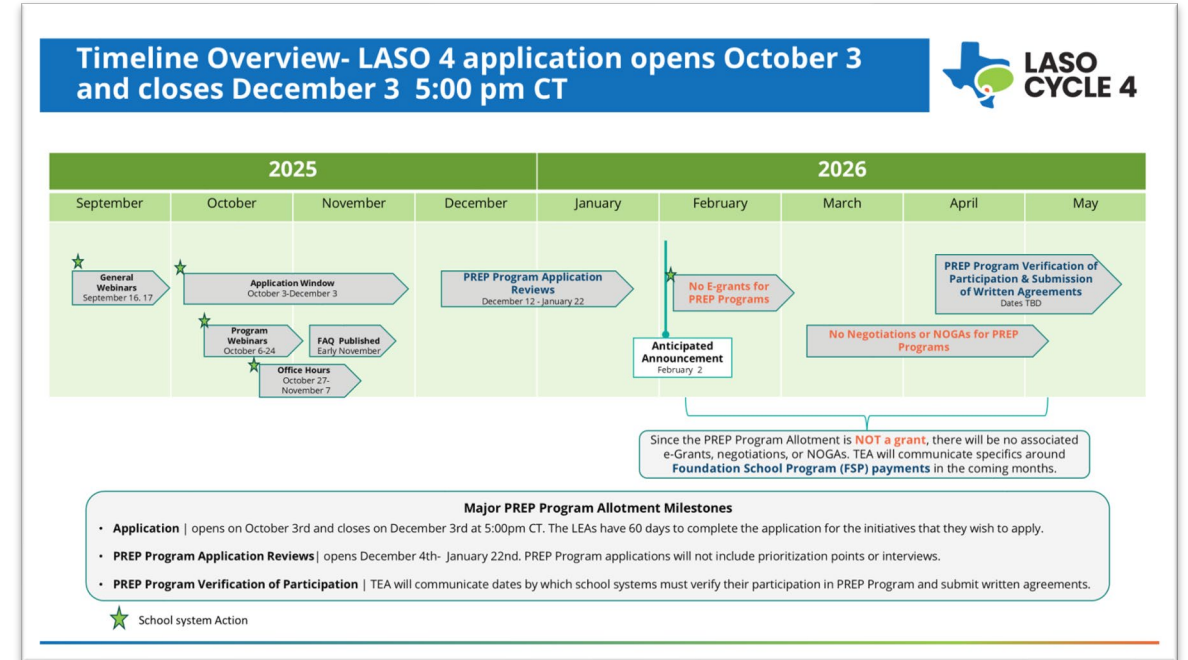 Timeline Overview- LASO 4 application opens October 3
and closes December 3 5:00 pm CT
LASO
CYCLE 4
2025
2026
September
October
November
December
January
February
March
April
May
General
Webinars
September 16, 17
Application Window
October 3-December 3
PREP Program Application
Reviews
December 12 - January 22
No E-grants for
PREP Programs
PREP Program Verification of
Participation & Submission
of Written Agreements
Dates TBD
Program
Webinars
October 6-24
FAQ Published
Early November
No Negotiations or NOGAs for PREP
Programs
Anticipated
Announcement
February 2
Office Hours
October 27-
November 7
Since the PREP Program Allotment is NOT a grant, there will be no associated
e-Grants, negotiations, or NOGAs. TEA will communicate specifics around
Foundation School Program (FSP) payments in the coming months.
Major PREP Program Allotment Milestones
• Application | opens on October 3rd and closes on December 3rd at 5:00pm CT. The LEAs have 60 days to complete the application for the initiatives that they wish to apply.
• PREP Program Application Reviews| opens December 4th- January 22nd. PREP Program applications will not include prioritization points or interviews.
• PREP Program Verification of Participation | TEA will communicate dates by which school systems must verify their participation in PREP Program and submit written agreements.
School system Action